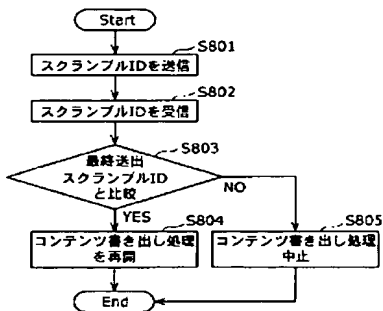 Start
S801
スクランブルIDを送信
S802
スクランブルIDを受信
S803
最終送出
スクランブルID
と比較
NO
YES
S804
コンテンツ書き出し処理
を再開
S805
コンテンツ書き出し処理
中止
End